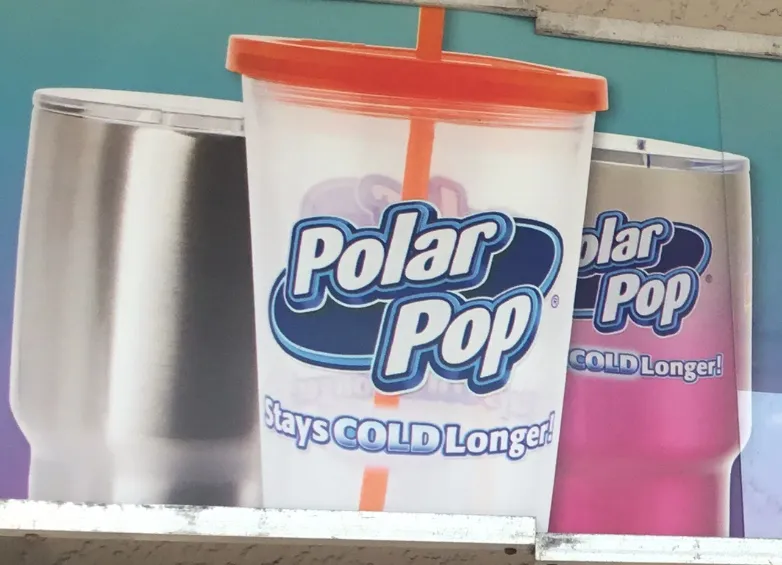 Polar
Pop
®
Stays COLD Longer!
olar
Pop
®
COLD Longer!